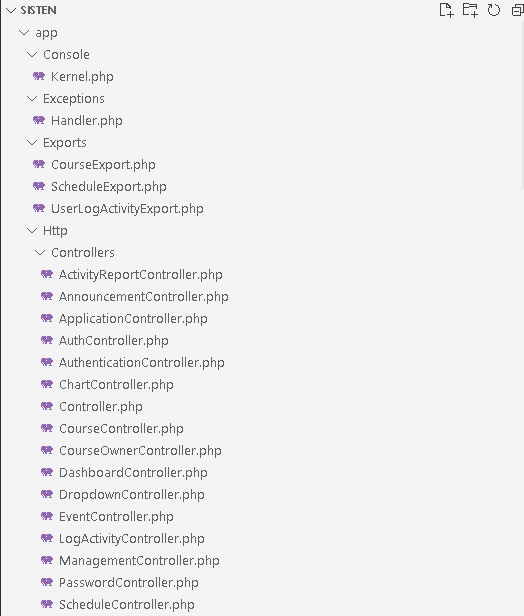 SISTEN
app
Console
Kernel.php
Exceptions
Handler.php
Exports
CourseExport.php
ScheduleExport.php
UserLogActivityExport.php
Http
Controllers
ActivityReportController.php
AnnouncementController.php
ApplicationController.php
AuthController.php
AuthenticationController.php
ChartController.php
Controller.php
CourseController.php
CourseOwnerController.php
DashboardController.php
DropdownController.php
EventController.php
LogActivityController.php
ManagementController.php
PasswordController.php
ScheduleController.php